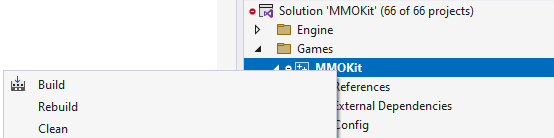 Solution 'MMOKit' (66 of 66 projects)
Engine
Games
MMOKit
Build
References
Rebuild
External Dependencies
Clean
Config